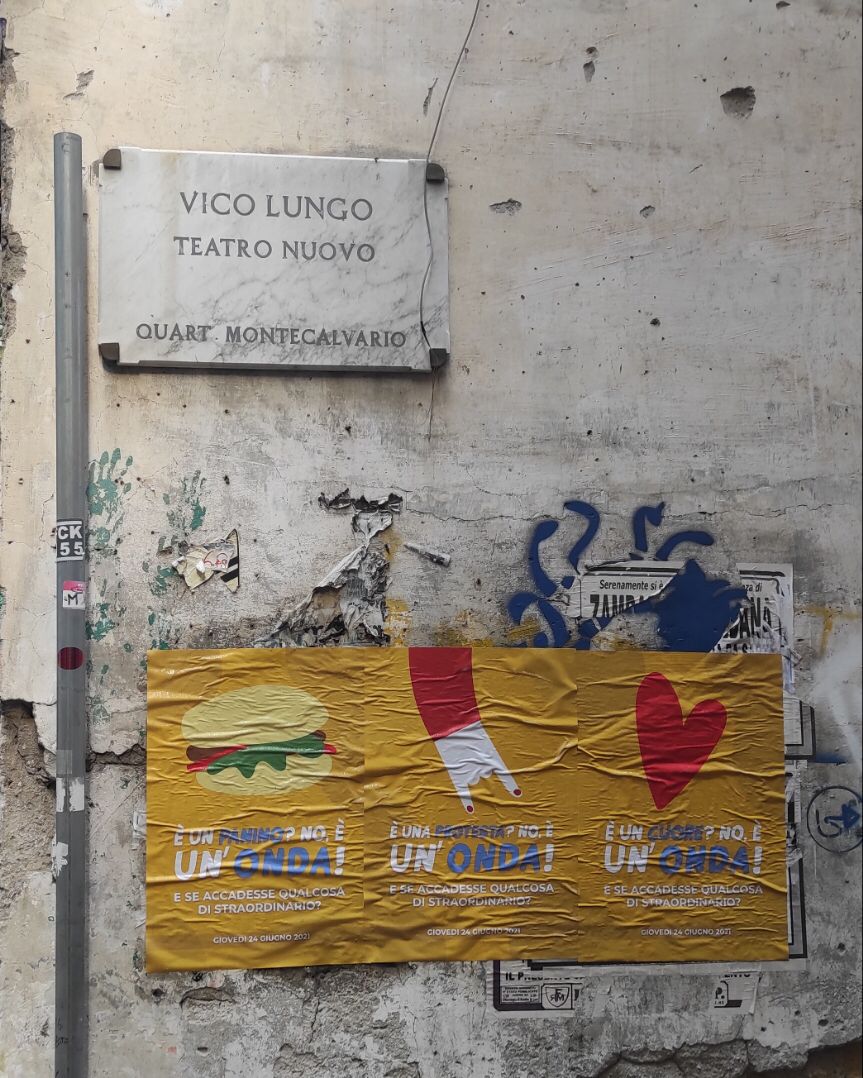 VICO LUNGO
TEATRO NUOVO
QUART. MONTECALVARIO
CK
55
M
Serenamente si è
za di
È UN PANINO? NO, È
UN'ONDA!
E SE ACCADESSE QUALCOSA
DI STRAORDINARIO?
GIOVEDÌ 24 GIUGNO 2021
È UNA PROTESTA? NO, È
UN'ONDA!
E SE ACCADESSE QUALCOSA
DI STRAORDINARIO?
GIOVEDÌ 24 GIUGNO 2021
È UN CUORE? NO, È
UN'ONDA!
E SE ACCADESSE QUALCOSA
DI STRAORDINARIO?
GIOVEDÌ 24 GIUGNO 2021